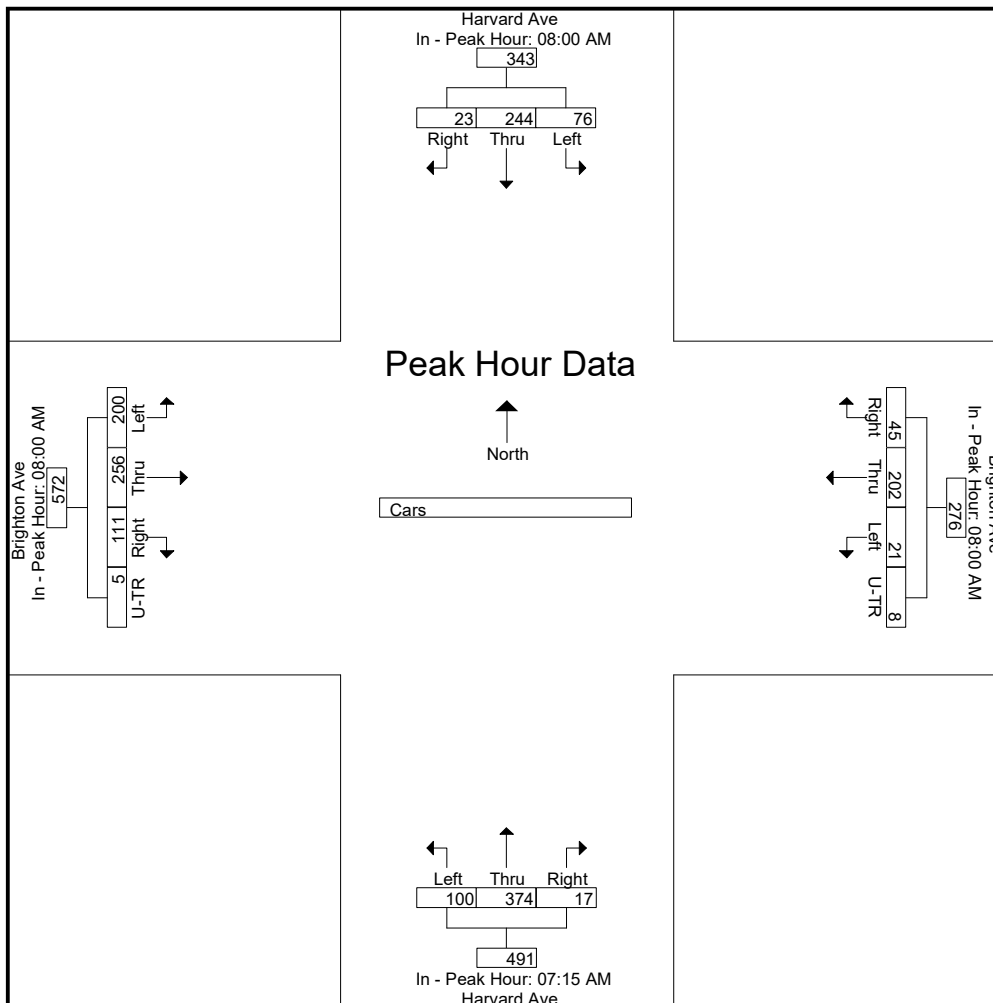 Harvard Ave
In - Peak Hour: 08:00 AM
343
23 244 76
Right Thru Left
Peak Hour Data
North
Cars
Brighton Ave
In - Peak Hour: 08:00 AM
572
200 256 111 5
Left Thru Right U-TR
Brighton Ave
In - Peak Hour: 08:00 AM
276
45 202 21 8
Right Thru Left U-TR
Left Thru Right
100 374 17
491
In - Peak Hour: 07:15 AM
Harvard Ave